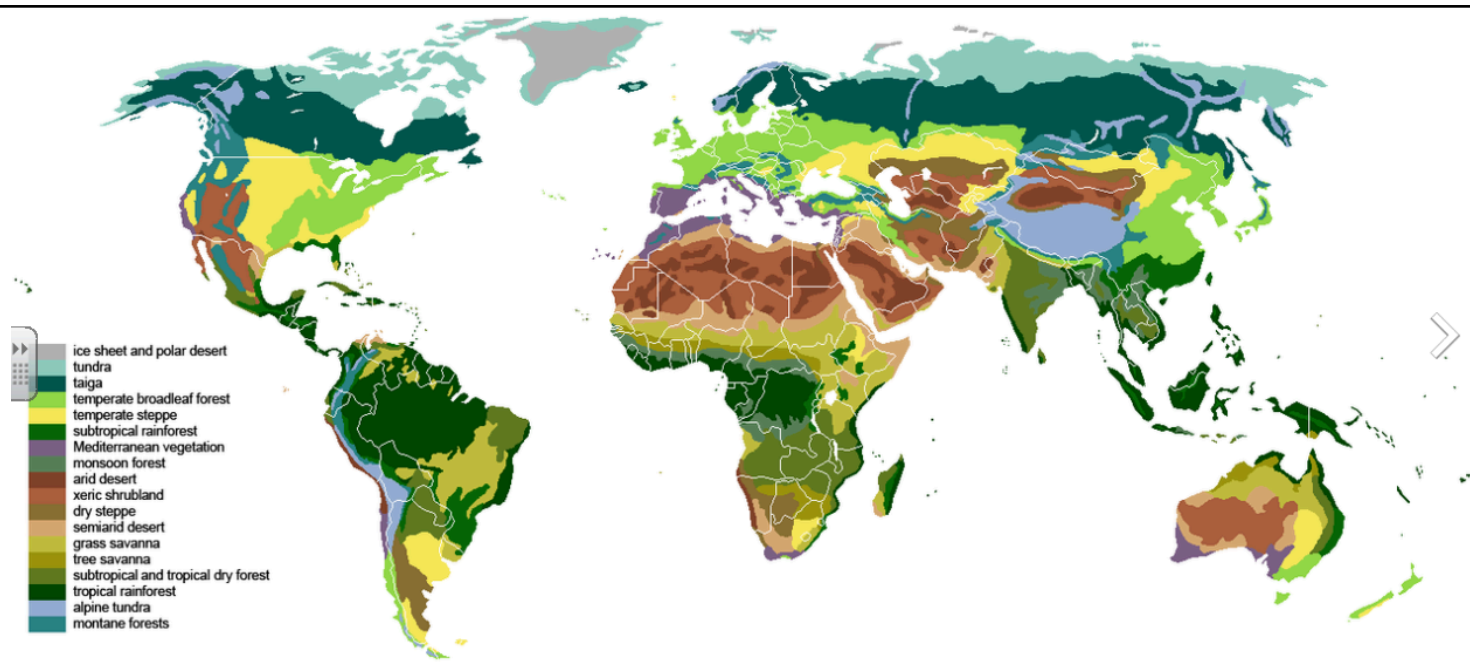 ice sheet and polar desert
tundra
taiga
temperate broadleaf forest
temperate steppe
subtropical rainforest
Mediterranean vegetation
monsoon forest
arid desert
xeric shrubland
dry steppe
semiarid desert
grass savanna
tree savanna
subtropical and tropical dry forest
tropical rainforest
alpine tundra
montane forests